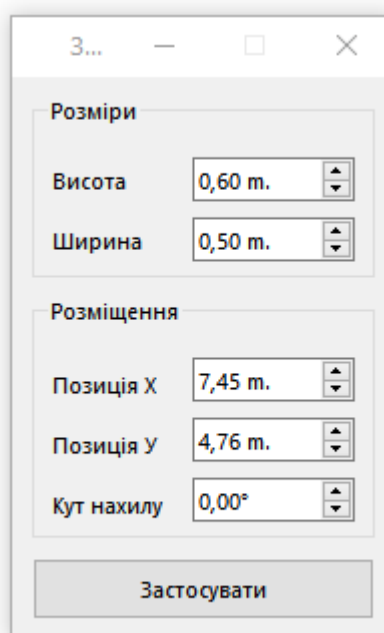 З...
Розміри
Висота 0,60 m.
Ширина 0,50 m.
Розміщення
Позиція X 7,45 m.
Позиція У 4,76 m.
Кут нахилу 0,00°
Застосувати